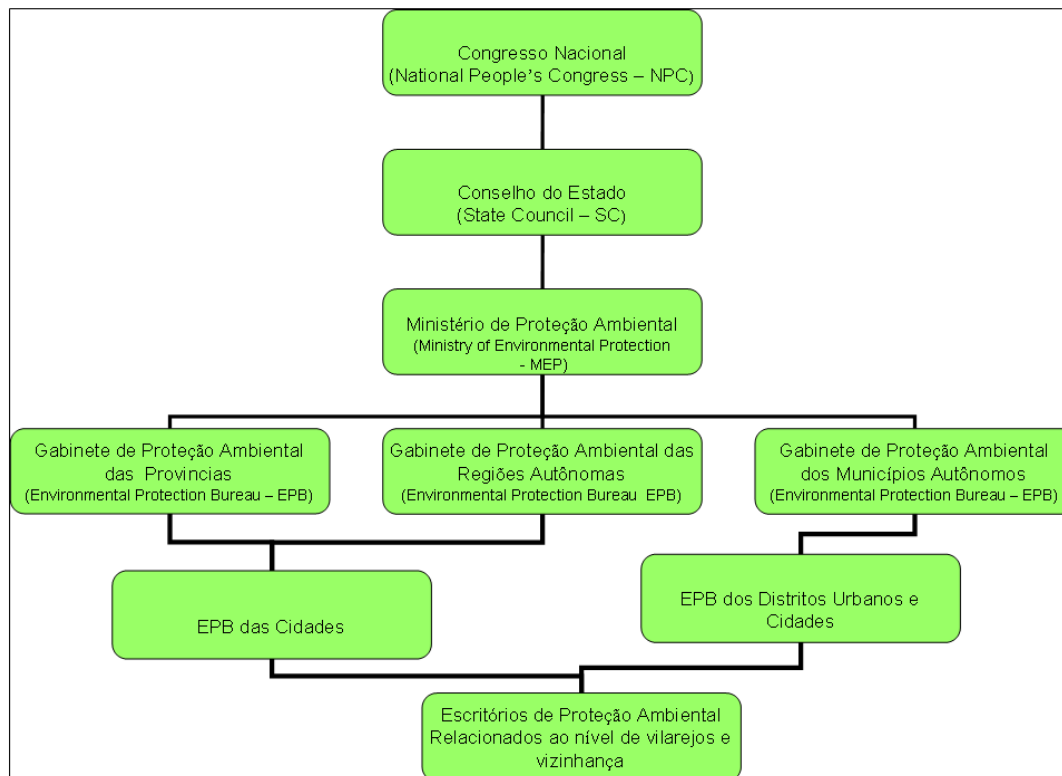 Congresso Nacional
(National People's Congress – NPC)
Conselho do Estado
(State Council – SC)
Ministério de Proteção Ambiental
(Ministry of Environmental Protection
- MEP)
Gabinete de Proteção Ambiental
das Provincias
(Environmental Protection Bureau – EPB)
Gabinete de Proteção Ambiental das
Regiões Autônomas
(Environmental Protection Bureau EPB)
Gabinete de Proteção Ambiental
dos Municípios Autônomos
(Environmental Protection Bureau – EPB)
EPB das Cidades
EPB dos Distritos Urbanos e
Cidades
Escritórios de Proteção Ambiental
Relacionados ao nível de vilarejos e
vizinhança